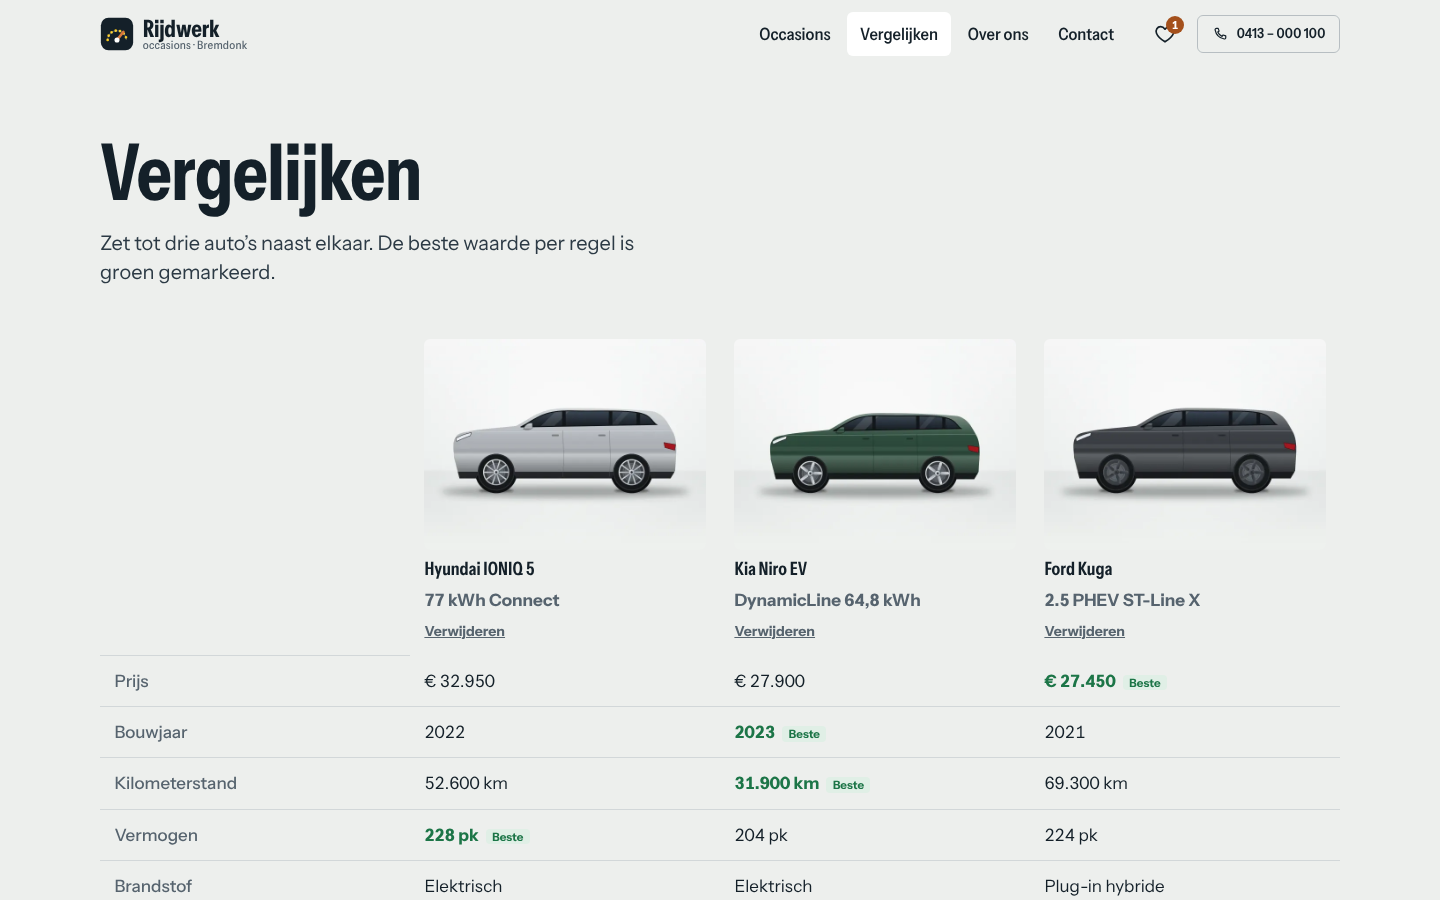 Rijdwerk
occasions · Bremdonk
Occasions
Vergelijken
Over ons
Contact
1
0413 – 000 100
Vergelijken
Zet tot drie auto’s naast elkaar. De beste waarde per regel is
groen gemarkeerd.
Hyundai IONIQ 5
77 kWh Connect
Verwijderen
Kia Niro EV
DynamicLine 64,8 kWh
Verwijderen
Ford Kuga
2.5 PHEV ST-Line X
Verwijderen
Prijs
€ 32.950
€ 27.900
€ 27.450 Beste
Bouwjaar
2022
2023 Beste
2021
Kilometerstand
52.600 km
31.900 km Beste
69.300 km
Vermogen
228 pk Beste
204 pk
224 pk
Brandstof
Elektrisch
Elektrisch
Plug-in hybride